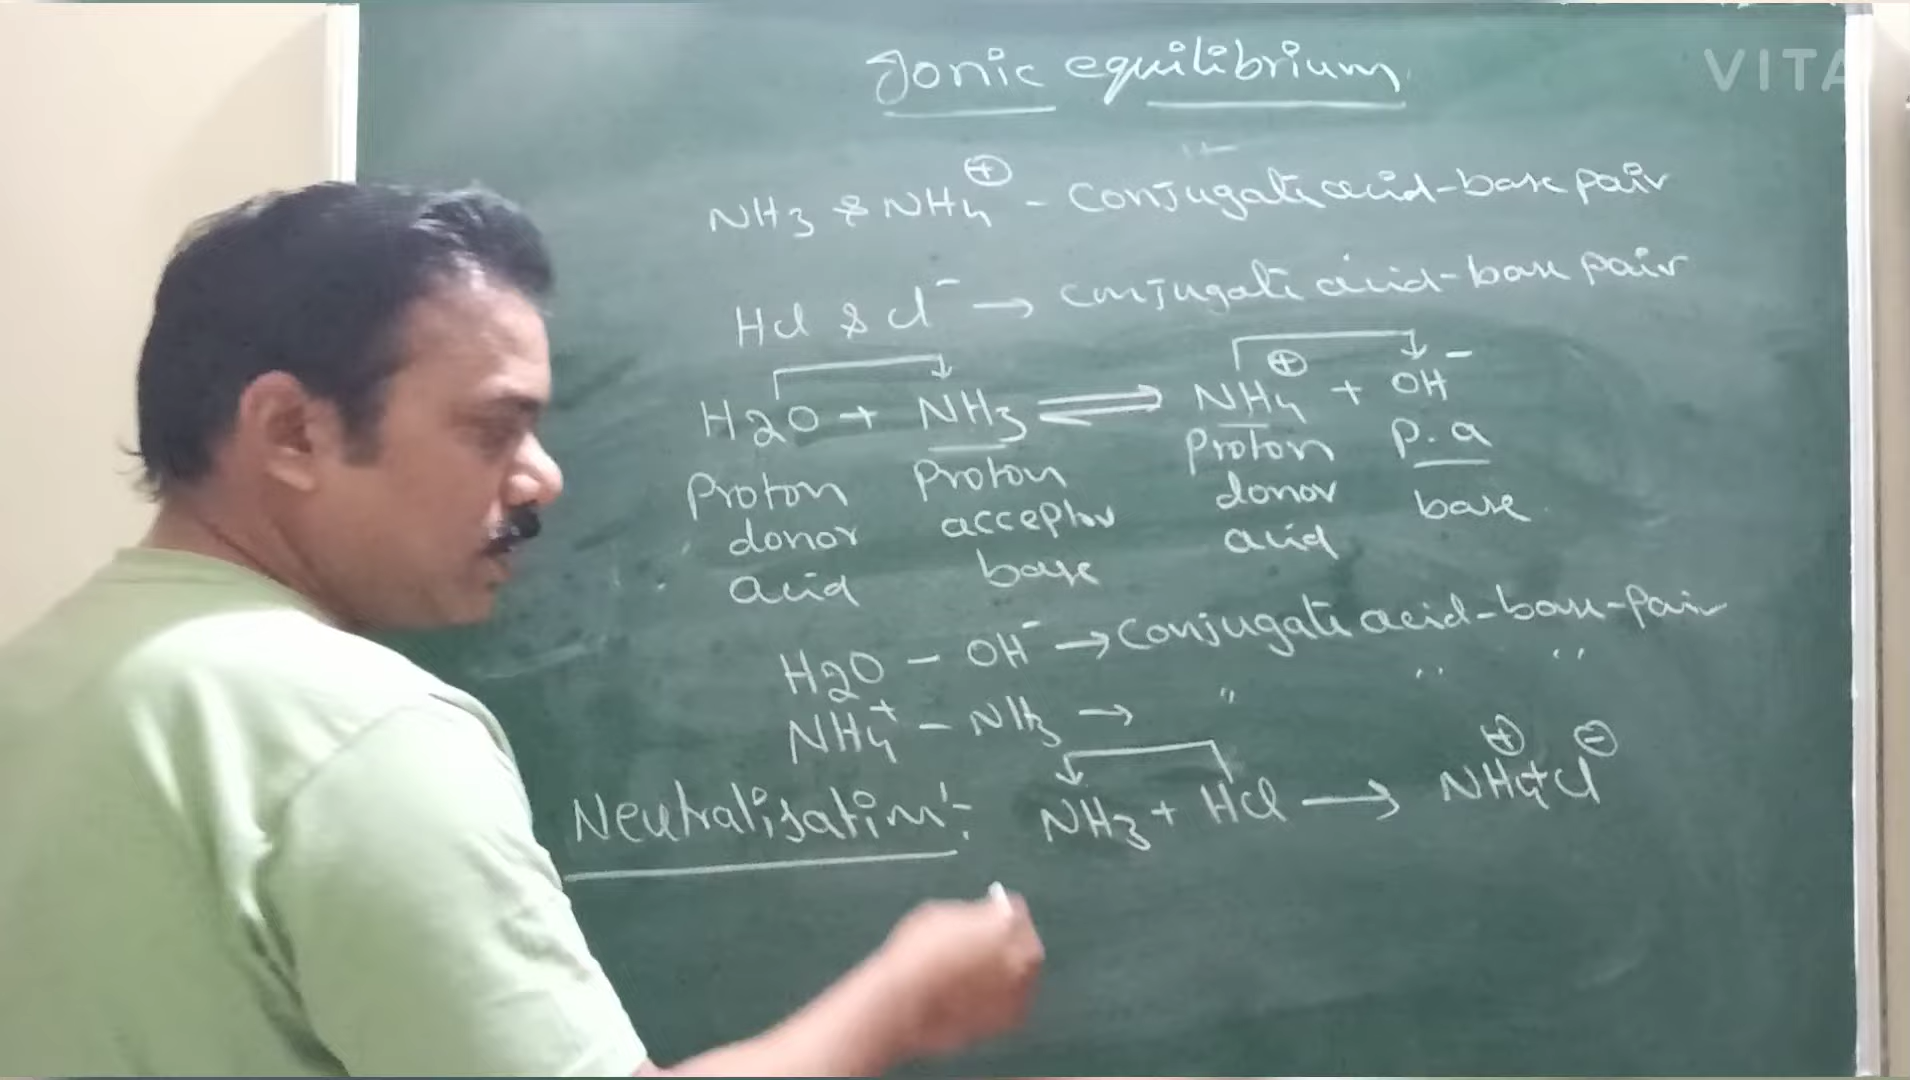 Ionic equilibrium
VITA
NH3 & NH4⊕ - Conjugate acid-base pair
Hcl & cl⁻ → Conjugate acid-base pair
H2O + NH3 ⇌ NH4⊕ + OH⁻
Proton donor acid
Proton acceptor base
Proton donor acid
P.a base
H2O - OH⁻ → Conjugate acid-base-pair
NH4⁺ - NH3 → " " "
Neutralisation:- NH3 + Hcl → NH4⊕ + cl⊖